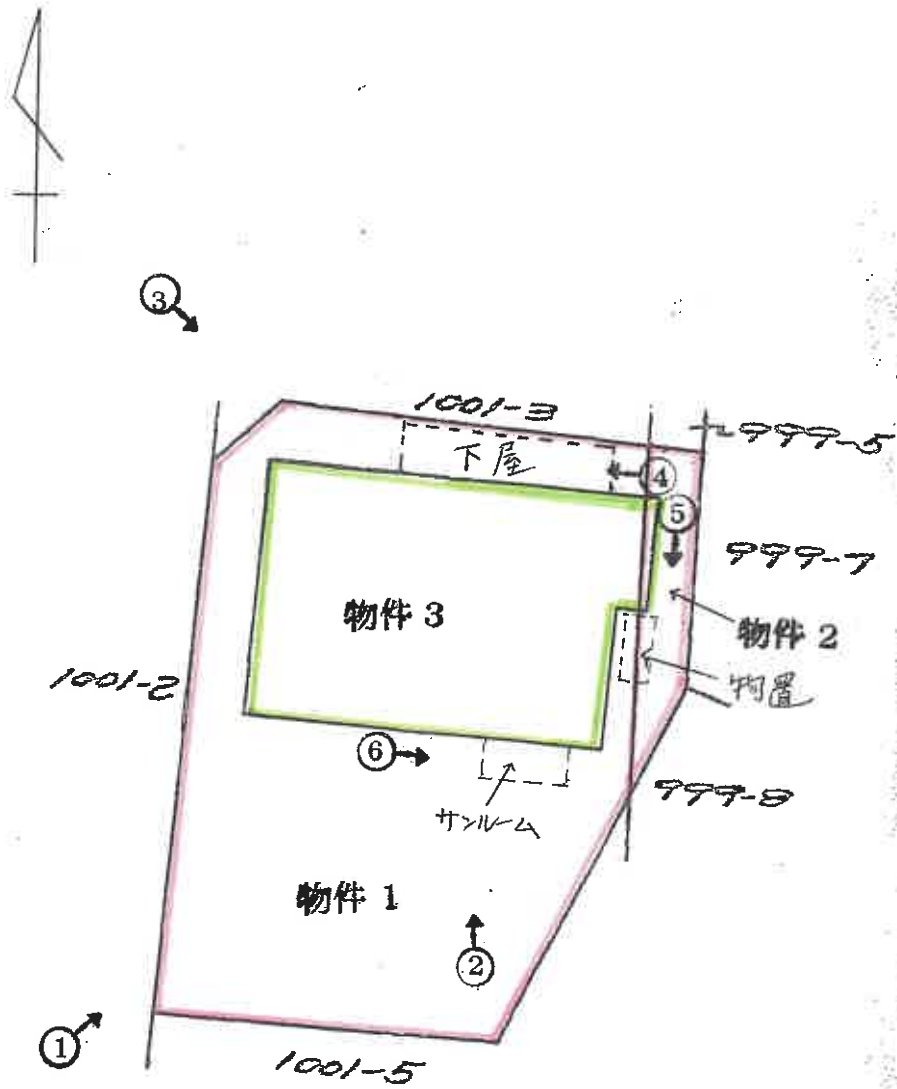 ③
1001-3
999-5
下屋
④
⑤
999-7
物件 3
物件 2
1001-2
物置
⑥
999-8
サンルーム
物件 1
②
①
1001-5